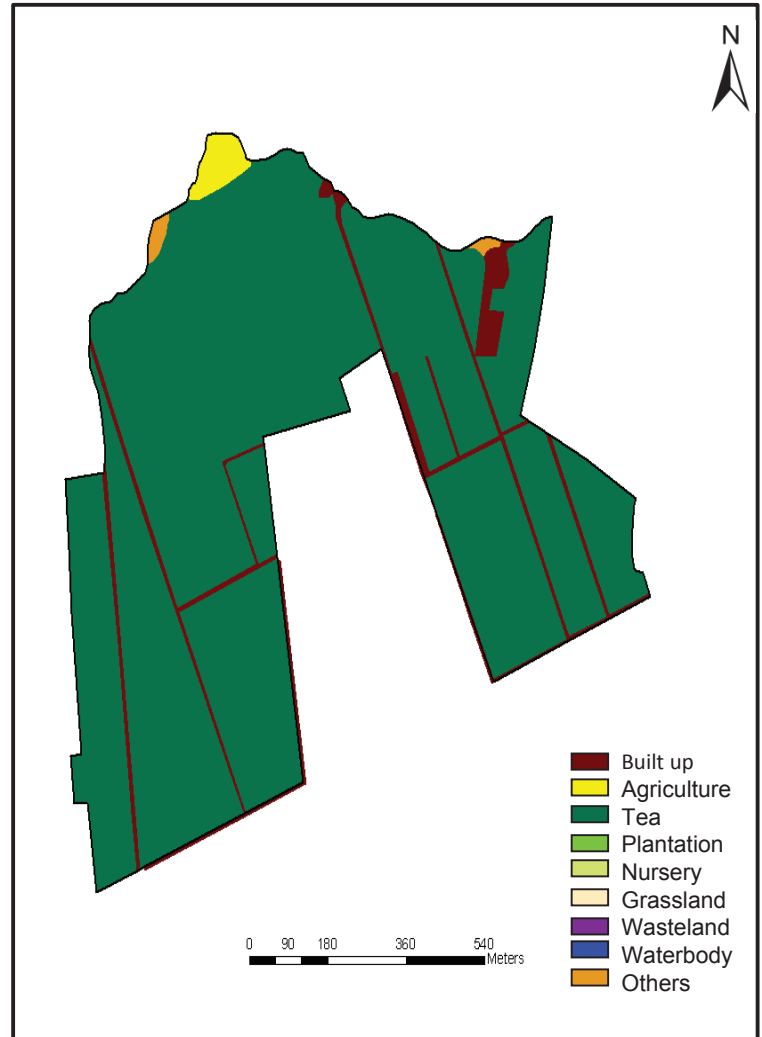 N
Built up
Agriculture
Tea
Plantation
Nursery
Grassland
Wasteland
Waterbody
Others
0 90 180 360 540
Meters